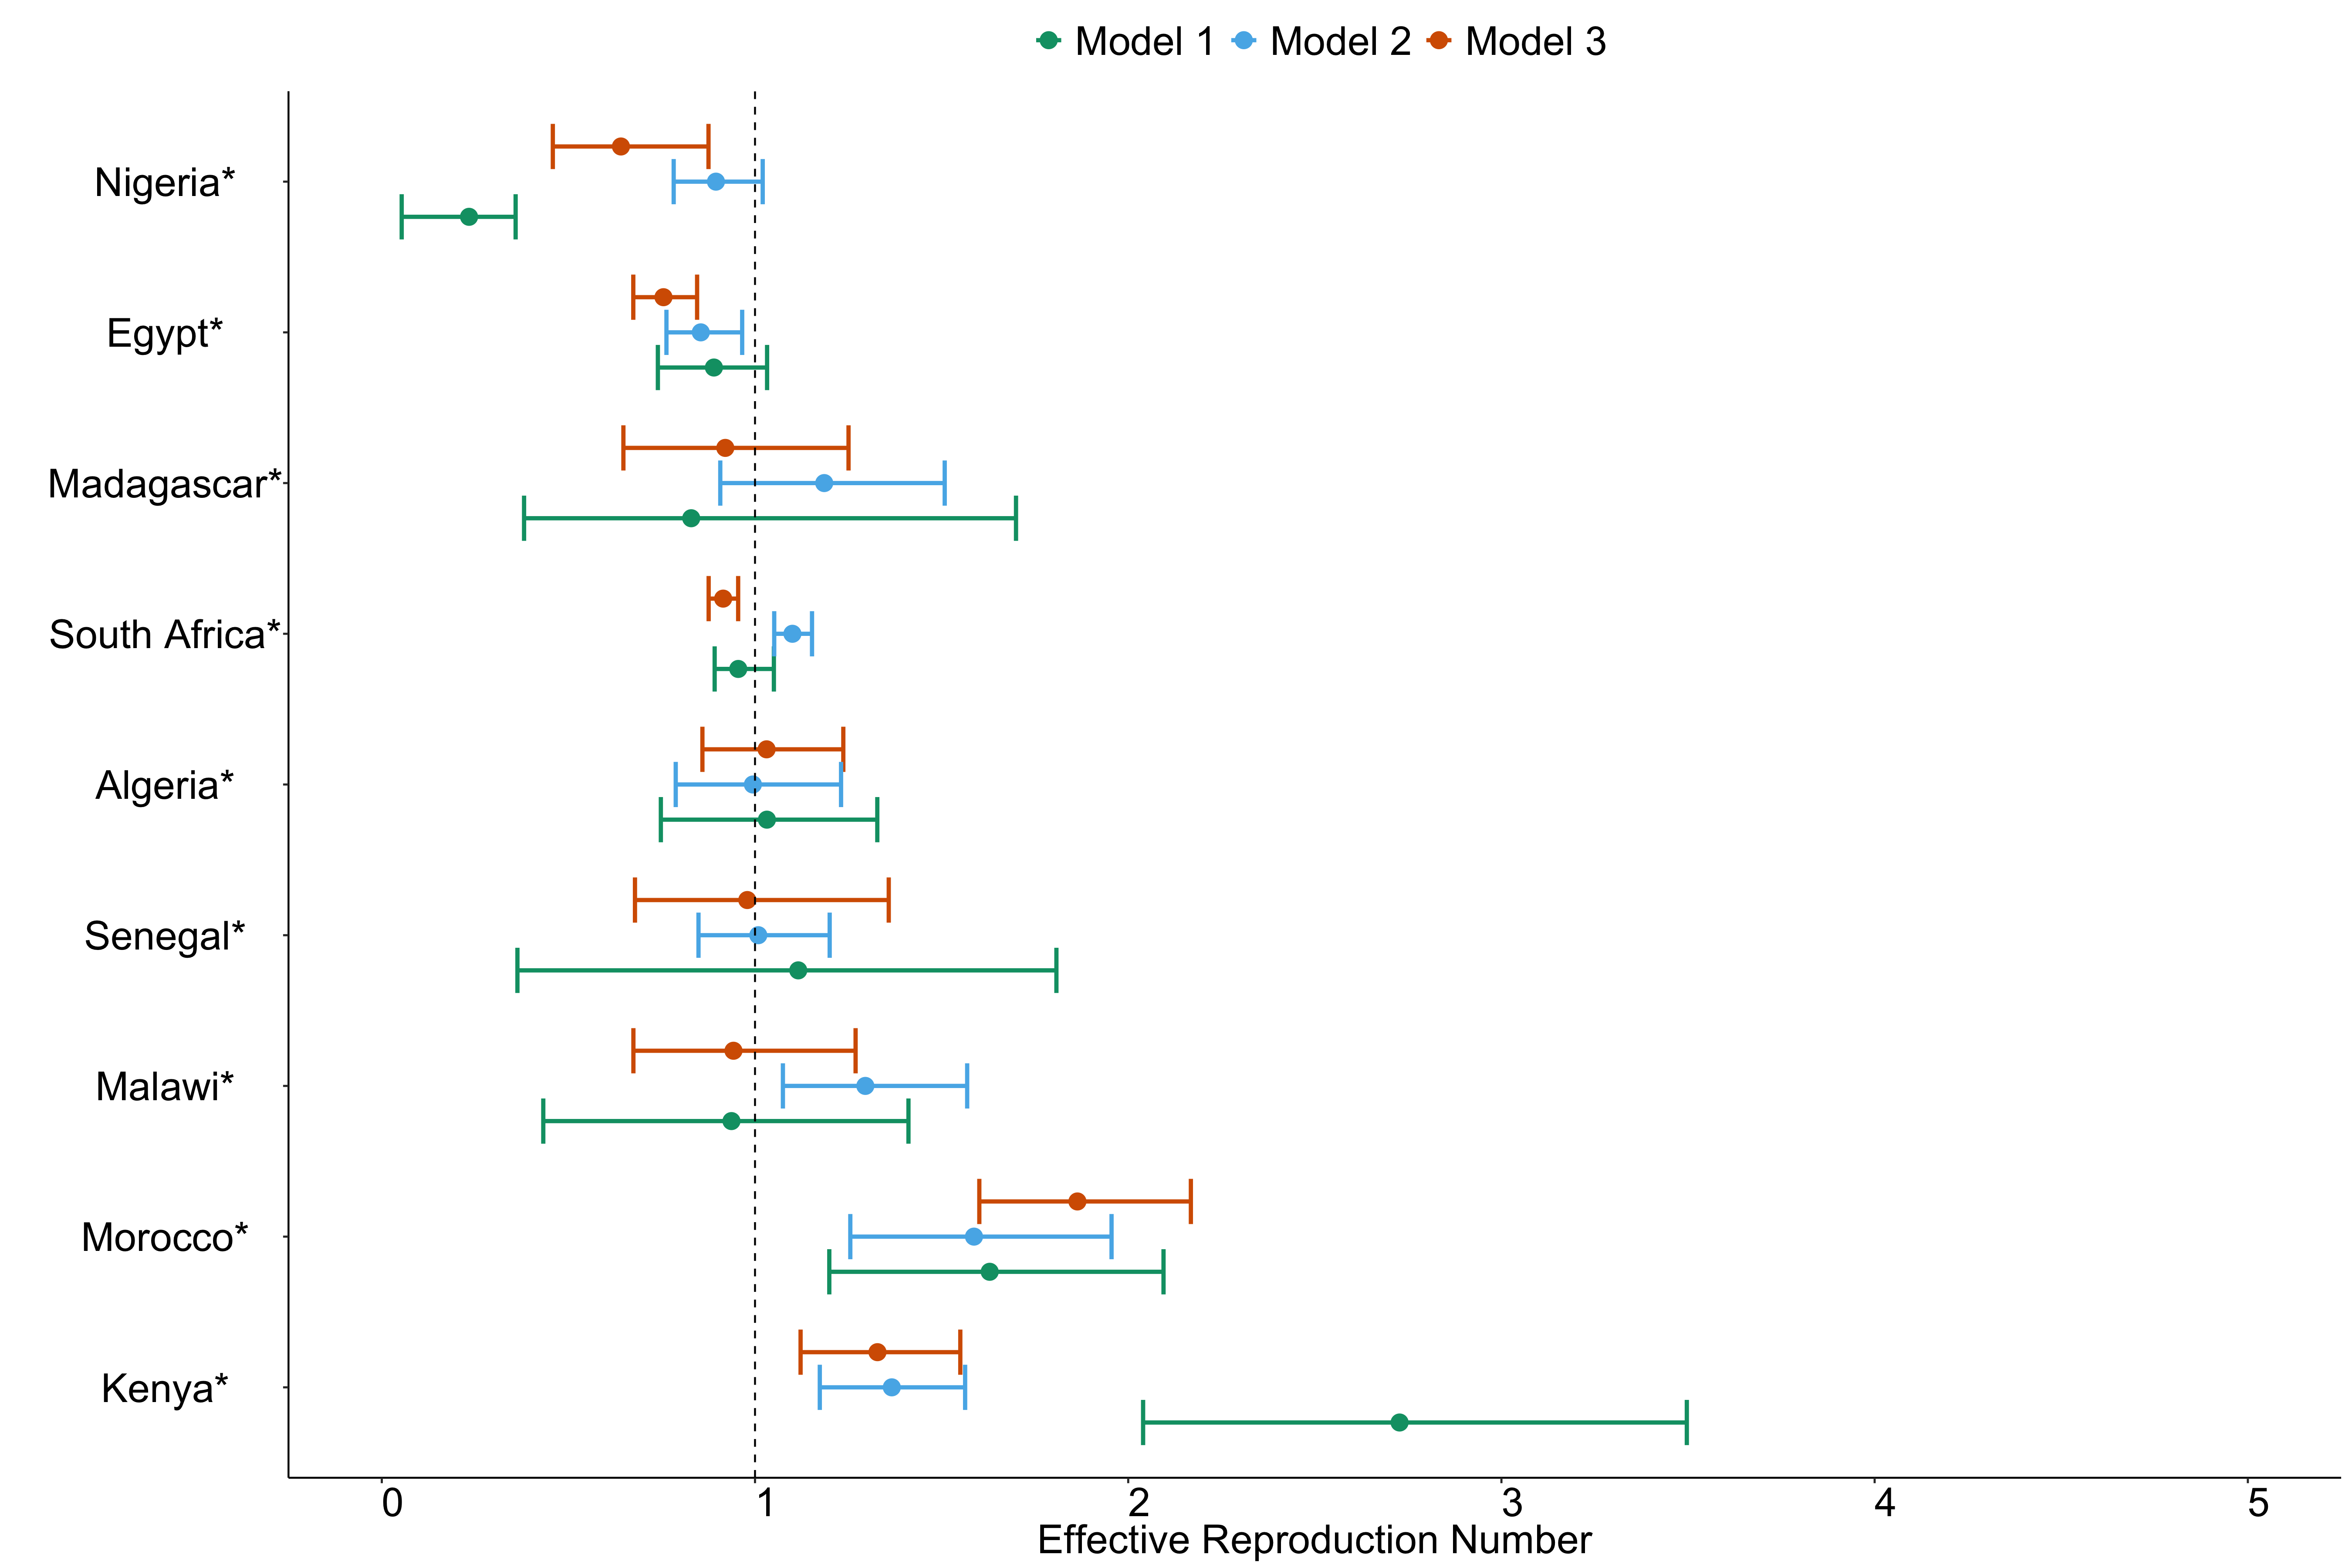 Model 1 Model 2 Model 3
Nigeria*
Egypt*
Madagascar*
South Africa*
Algeria*
Senegal*
Malawi*
Morocco*
Kenya*
0 1 2 3 4 5
Effective Reproduction Number